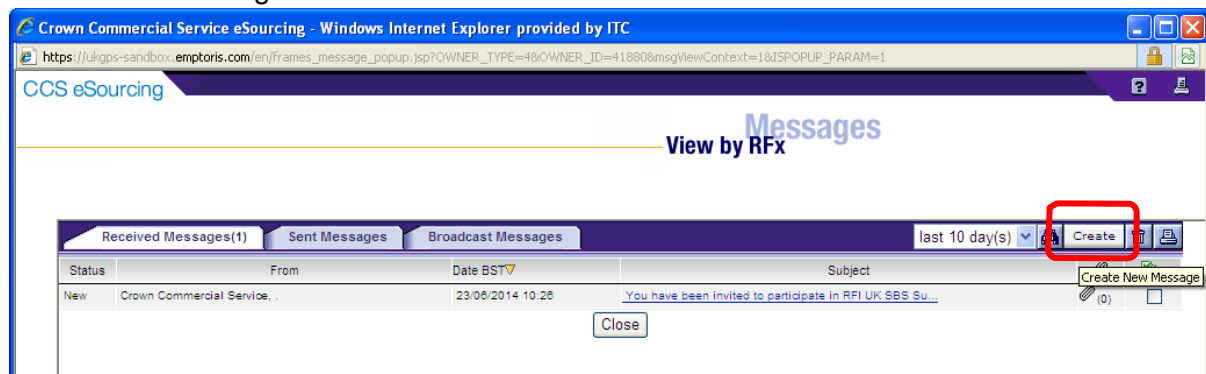 Crown Commercial Service eSourcing - Windows Internet Explorer provided by ITC
https://ukgps-sandbox.emptoris.com/en/frames_message_popup.jsp?OWNER_TYPE=4&OWNER_ID=41880&msgViewContext=1&ISPOPUP_PARAM=1
CCS eSourcing
Messages
View by RFx
Received Messages(1) Sent Messages Broadcast Messages last 10 day(s) Create
Status From Date BST Subject
Create New Message
New Crown Commercial Service, . 23/06/2014 10:26 You have been invited to participate in RFI UK SBS Su... (0)
Close